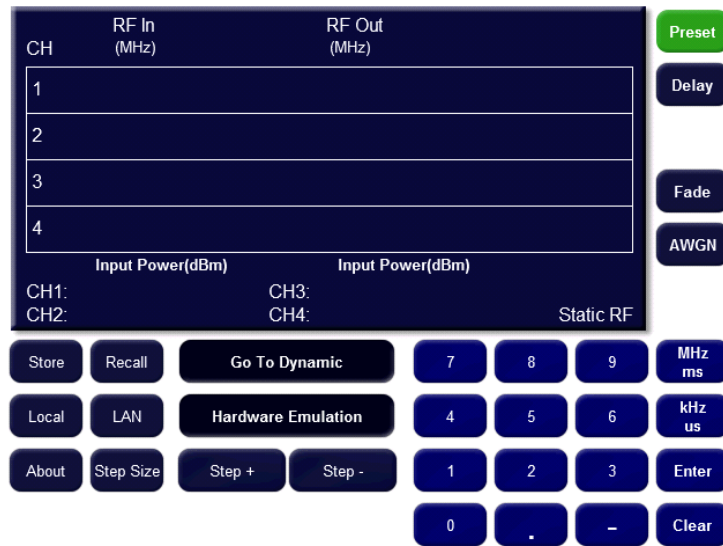 RF In RF Out Preset
CH (MHz) (MHz)
1 Delay
2
3 Fade
4 AWGN
Input Power(dBm) Input Power(dBm)
CH1: CH3:
CH2: CH4: Static RF
Store Recall Go To Dynamic 7 8 9 MHz
ms
Local LAN Hardware Emulation 4 5 6 kHz
us
About Step Size Step + Step - 1 2 3 Enter
0 . – Clear